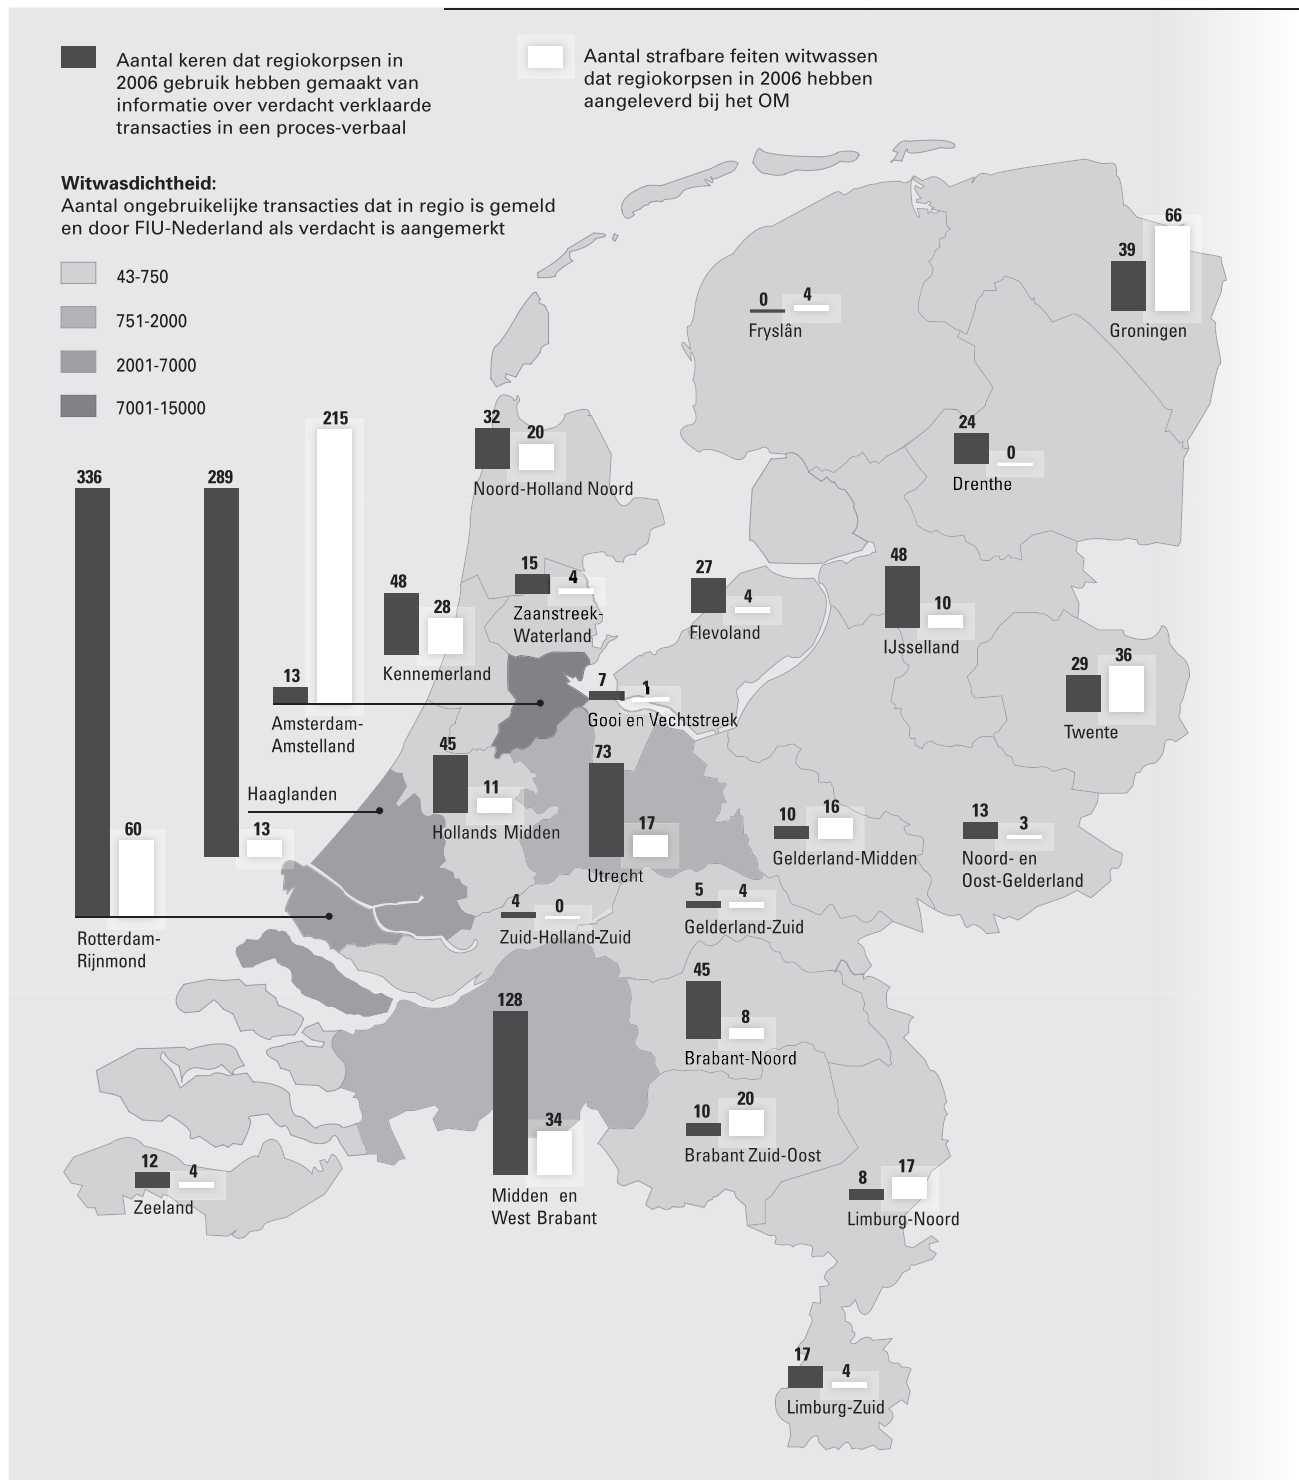 Aantal keren dat regiokorpsen in
2006 gebruik hebben gemaakt van
informatie over verdacht verklaarde
transacties in een proces-verbaal
Aantal strafbare feiten witwassen
dat regiokorpsen in 2006 hebben
aangeleverd bij het OM
Witwasdichtheid:
Aantal ongebruikelijke transacties dat in regio is gemeld
en door FIU-Nederland als verdacht is aangemerkt
43-750
751-2000
2001-7000
7001-15000
39
66
Groningen
0
4
Fryslân
24
0
Drenthe
32
20
Noord-Holland Noord
336
60
Rotterdam-
Rijnmond
289
13
Haaglanden
13
215
Amsterdam-
Amstelland
48
28
Kennemerland
15
4
Zaanstreek-
Waterland
27
4
Flevoland
48
10
IJsselland
29
36
Twente
7
1
Gooi en Vechtstreek
45
11
Hollands Midden
73
17
Utrecht
10
16
Gelderland-Midden
13
3
Noord- en
Oost-Gelderland
4
0
Zuid-Holland-Zuid
5
4
Gelderland-Zuid
128
34
Midden en
West Brabant
45
8
Brabant-Noord
10
20
Brabant Zuid-Oost
12
4
Zeeland
8
17
Limburg-Noord
17
4
Limburg-Zuid